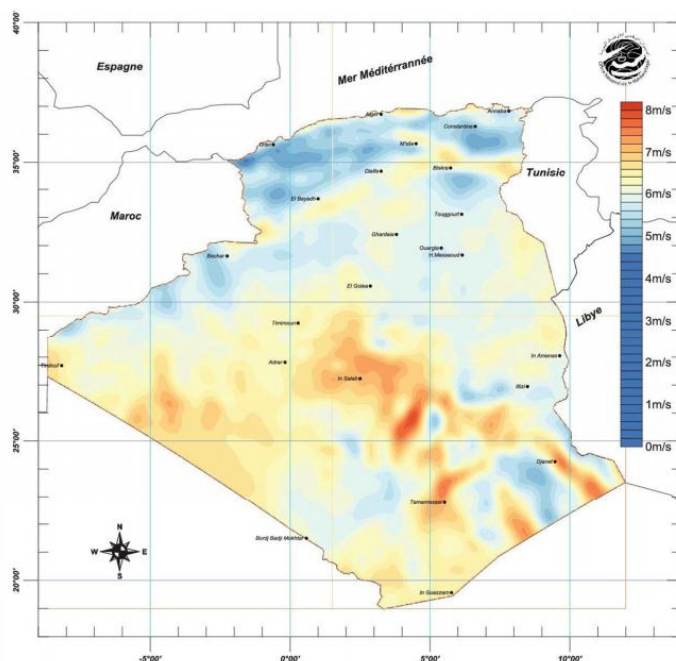 40°00'
35°00'
30°00'
25°00'
20°00'
-5°00'
0°00'
5°00'
10°00'
Espagne
Mer Méditérrannée
Maroc
Tunisie
Libye
Alger
Annaba
Constantine
Oran
M'sila
Djelfa
Biskra
El Bayadh
Touggourt
Ghardaia
Ouargla
H.Messaoud
Bechar
El Golea
Timimoun
In Amenas
Adrar
Tindouf
In Salah
Illizi
Djanet
Tamanrasset
Bordj Badji Mokhtar
In Guezzam
N
W
E
S
8m/s
7m/s
6m/s
5m/s
4m/s
3m/s
2m/s
1m/s
0m/s